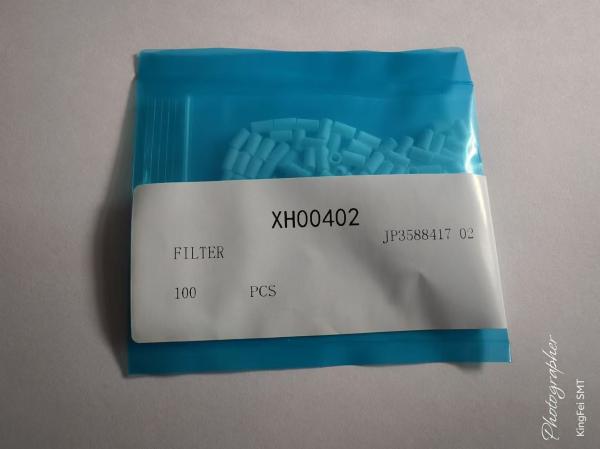 XH00402
JP3588417 02
FILTER
100 PCS
Photographer
KingFei SMT